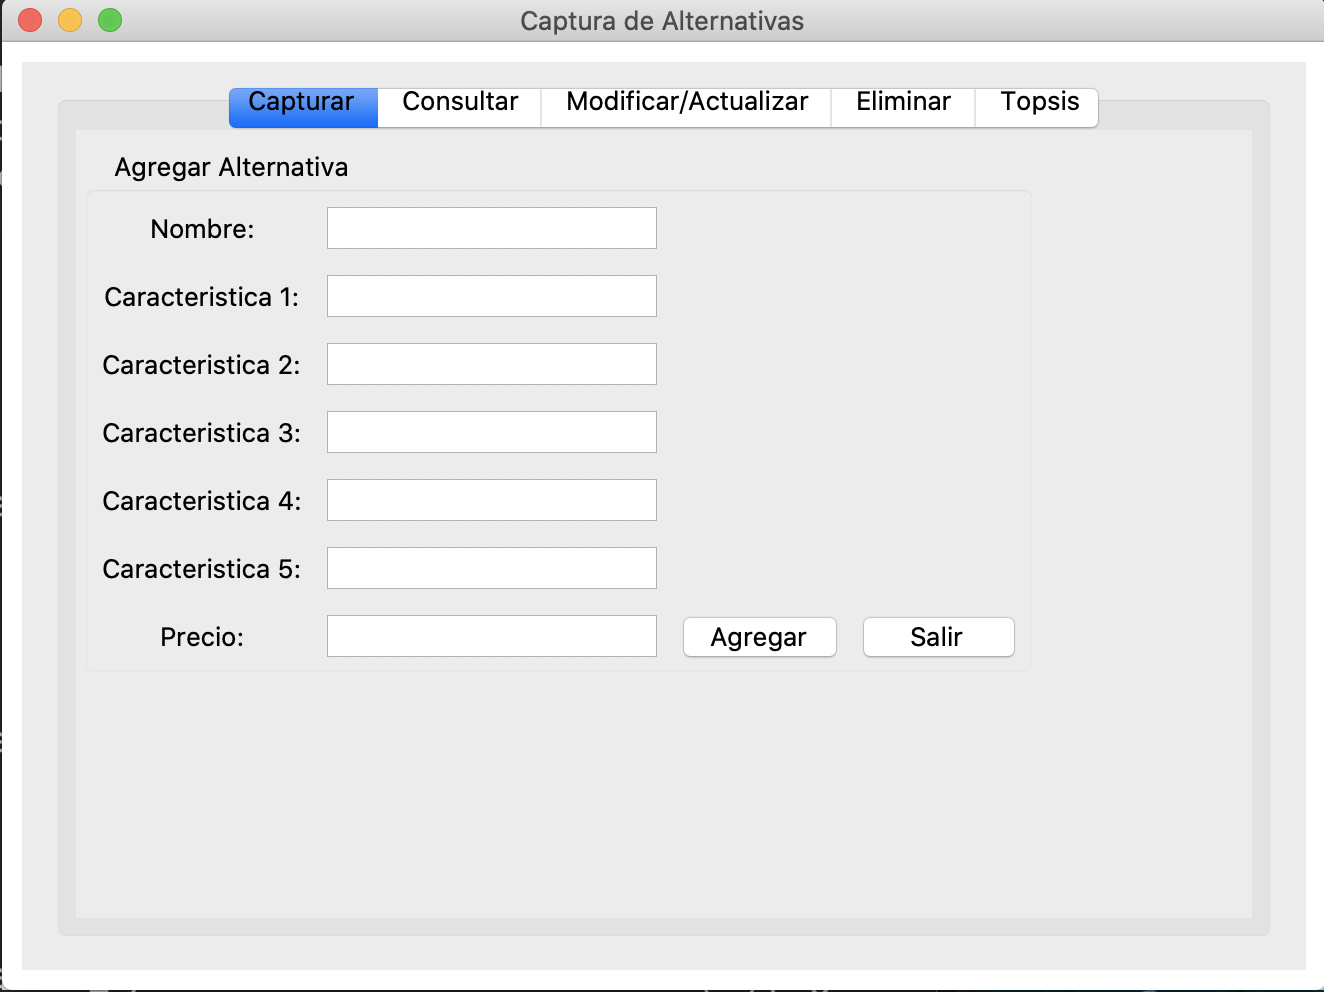 Captura de Alternativas
Capturar Consultar Modificar/Actualizar Eliminar Topsis
Agregar Alternativa
Nombre:
Caracteristica 1:
Caracteristica 2:
Caracteristica 3:
Caracteristica 4:
Caracteristica 5:
Precio: Agregar Salir